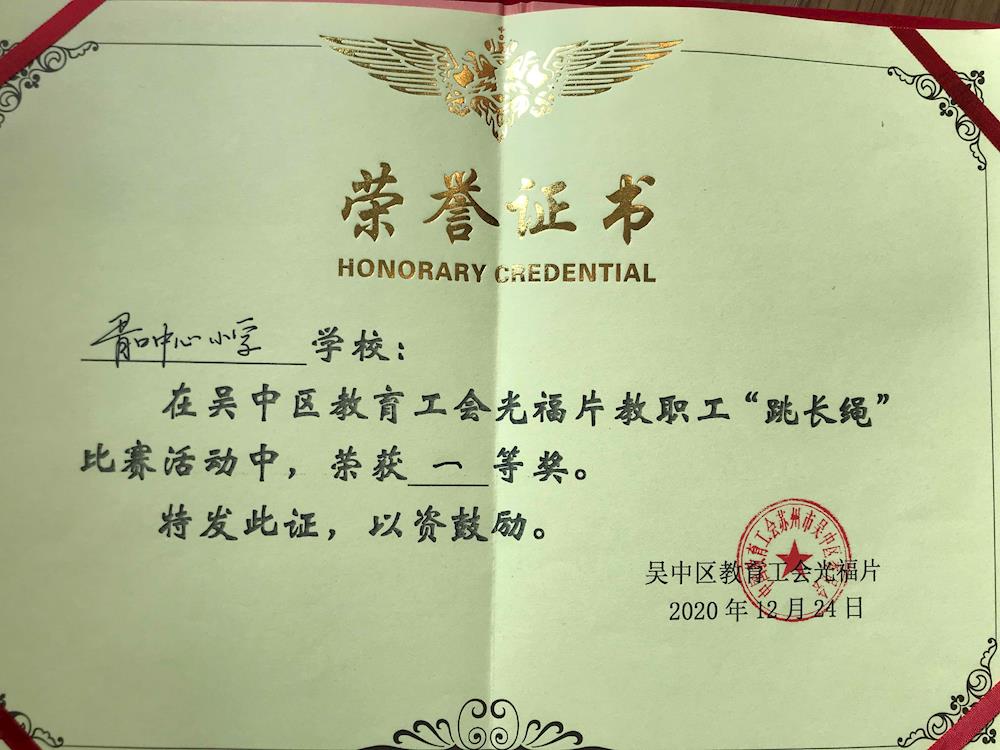 荣誉证书
HONORARY CREDENTIAL
胥口中心小学 学校：
在吴中区教育工会光福片教职工“跳长绳”
比赛活动中，荣获一等奖。
特发此证，以资鼓励。
吴中区教育工会光福片
2020年12月24日